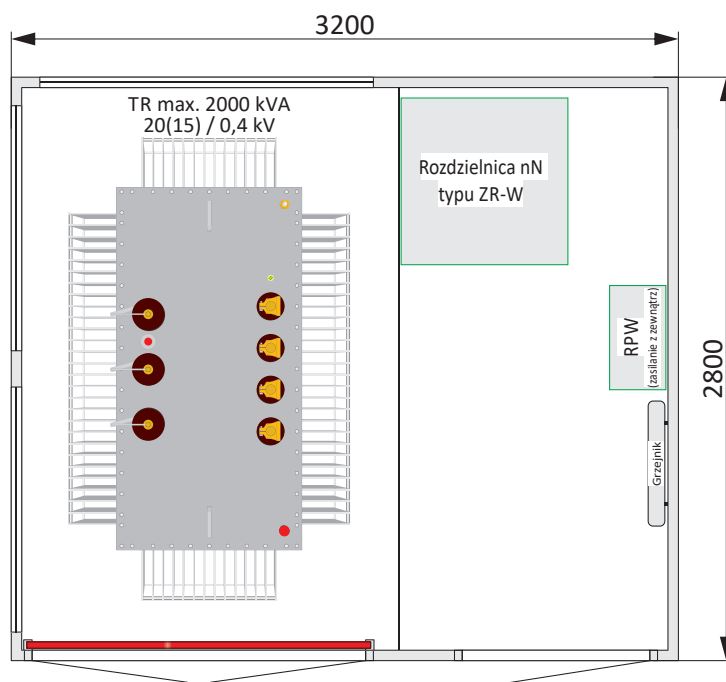 3200
TR max. 2000 kVA
20(15) / 0,4 kV
Rozdzielnica nN
typu ZR-W
RPW
(zasilanie z zewnątrz)
2800
Grzejnik